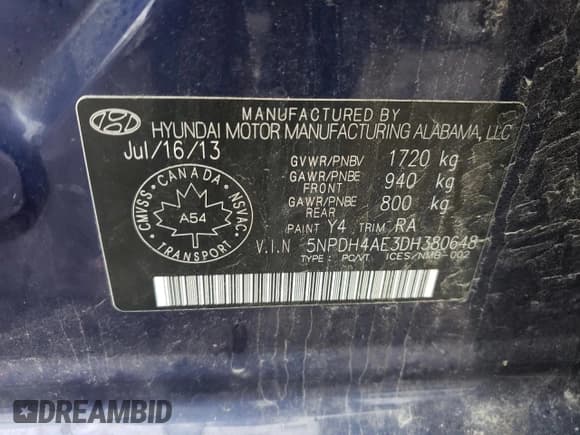 MANUFACTURED BY
HYUNDAI MOTOR MANUFACTURING ALABAMA, LLC
Jul/16/13
GVWR/PNBV 1720 kg
GAWR/PNBE FRONT 940 kg
GAWR/PNBE REAR 800 kg
PAINT Y4 TRIM RA
V.I.N 5NPDH4AE3DH380648
TYPE : PC/VT ICES/NMB-002
CANADA
CMVSS NSVAC
A54
TRANSPORT
DREAMBID